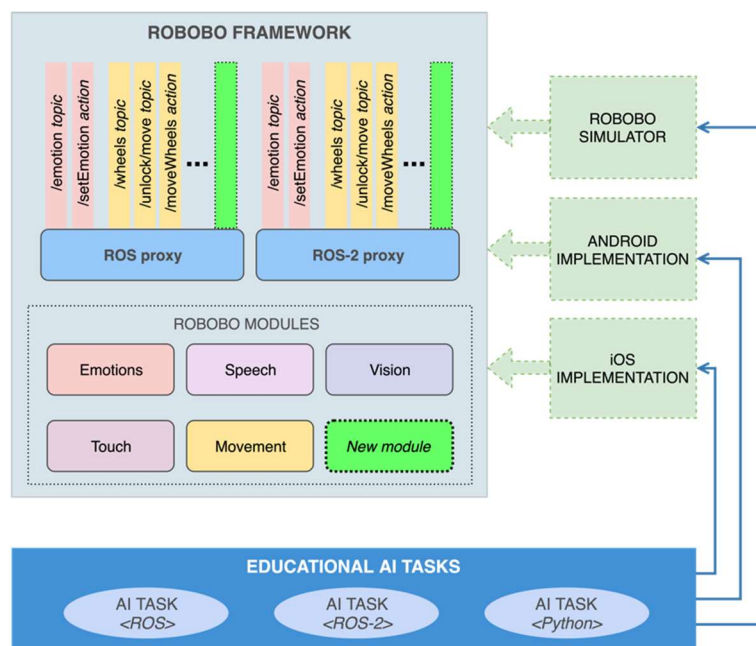 ROBOBO FRAMEWORK
/emotion topic
/setEmotion action
/wheels topic
/unlock/move topic
/moveWheels action
...
/emotion topic
/setEmotion action
/wheels topic
/unlock/move topic
/moveWheels action
...
ROS proxy
ROS-2 proxy
ROBOBO MODULES
Emotions
Speech
Vision
Touch
Movement
New module
ROBOBO
SIMULATOR
ANDROID
IMPLEMENTATION
iOS
IMPLEMENTATION
EDUCATIONAL AI TASKS
AI TASK
<ROS>
AI TASK
<ROS-2>
AI TASK
<Python>